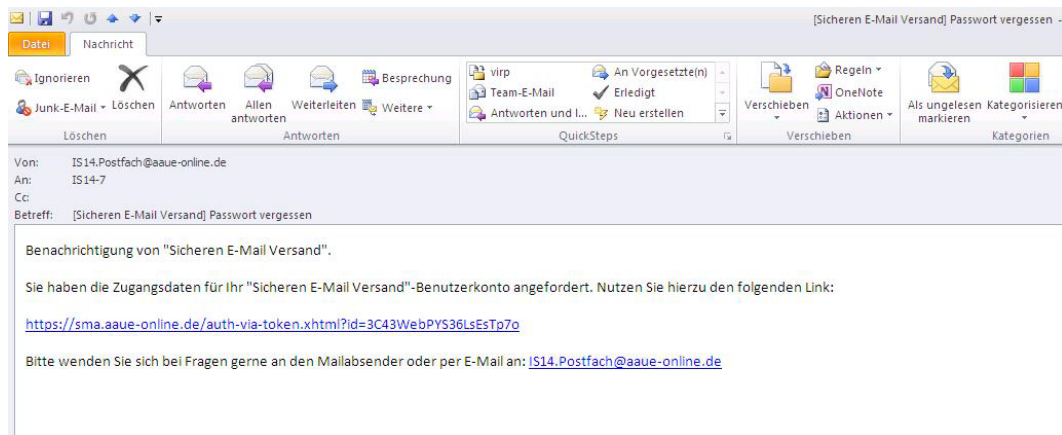 [Sicheren E-Mail Versand] Passwort vergessen -
Datei Nachricht
Ignorieren
Junk-E-Mail
Löschen
Löschen
Antworten
Allen antworten
Weiterleiten
Besprechung
Weitere
Antworten
virp
Team-E-Mail
Antworten und l...
An Vorgesetzte(n)
Erledigt
Neu erstellen
QuickSteps
Verschieben
Regeln
OneNote
Aktionen
Verschieben
Als ungelesen markieren
Kategorisieren
Kategorien
Von: IS14.Postfach@aaue-online.de
An: IS14-7
Cc:
Betreff: [Sicheren E-Mail Versand] Passwort vergessen
Benachrichtigung von "Sicheren E-Mail Versand".
Sie haben die Zugangsdaten für Ihr "Sicheren E-Mail Versand"-Benutzerkonto angefordert. Nutzen Sie hierzu den folgenden Link:
https://sma.aaue-online.de/auth-via-token.xhtml?id=3C43WebPYS36LsEsTp7o
Bitte wenden Sie sich bei Fragen gerne an den Mailabsender oder per E-Mail an: IS14.Postfach@aaue-online.de